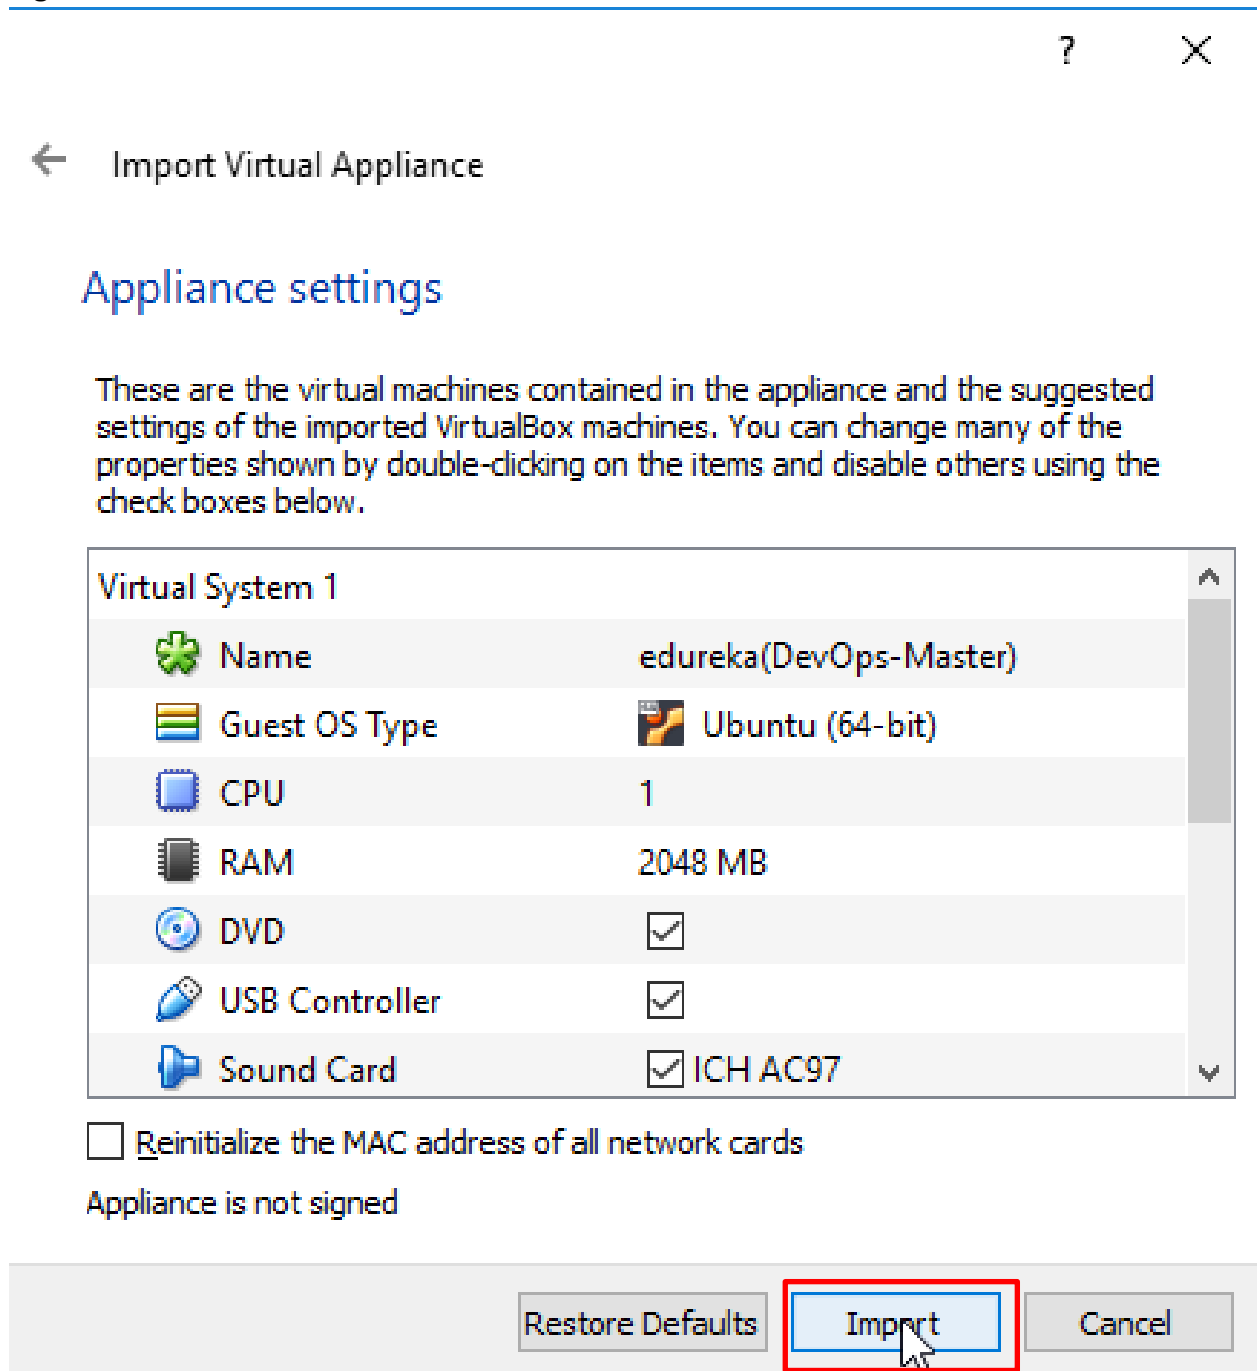 ?
Import Virtual Appliance
Appliance settings
These are the virtual machines contained in the appliance and the suggested
settings of the imported VirtualBox machines. You can change many of the
properties shown by double-clicking on the items and disable others using the
check boxes below.
Virtual System 1
Name edureka(DevOps-Master)
Guest OS Type Ubuntu (64-bit)
CPU 1
RAM 2048 MB
DVD
USB Controller
Sound Card ICH AC97
Reinitialize the MAC address of all network cards
Appliance is not signed
Restore Defaults Import Cancel